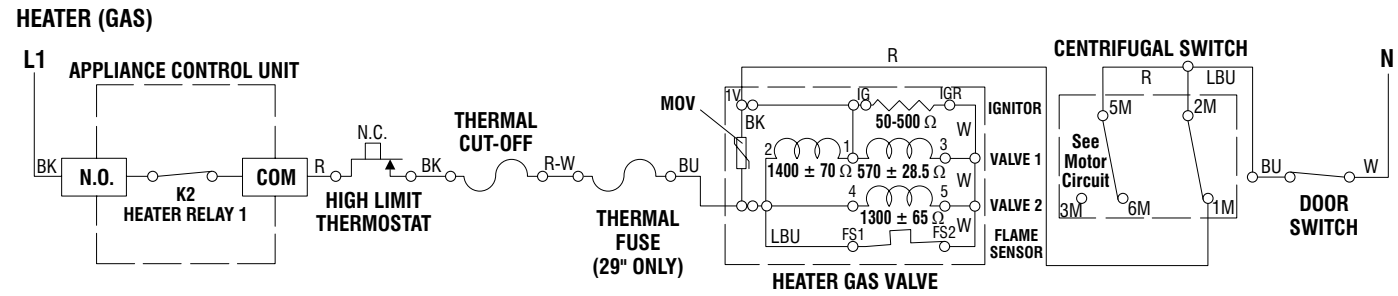 HEATER (GAS)
L1
APPLIANCE CONTROL UNIT
BK
N.O.
K2
HEATER RELAY 1
COM
R
N.C.
HIGH LIMIT
THERMOSTAT
BK
THERMAL
CUT-OFF
R-W
THERMAL
FUSE
(29" ONLY)
BU
MOV
R
1V
BK
IG
IGR
50-500 Ω
IGNITOR
W
2
1
3
1400 ± 70 Ω
570 ± 28.5 Ω
VALVE 1
W
4
5
1300 ± 65 Ω
VALVE 2
W
LBU
FS1
FS2
FLAME
SENSOR
HEATER GAS VALVE
CENTRIFUGAL SWITCH
R
LBU
5M
2M
See
Motor
Circuit
3M
6M
1M
BU
DOOR
SWITCH
W
N